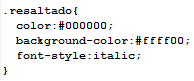 .resaltado{
color:#000000;
background-color:#ffff00;
font-style:italic;
}